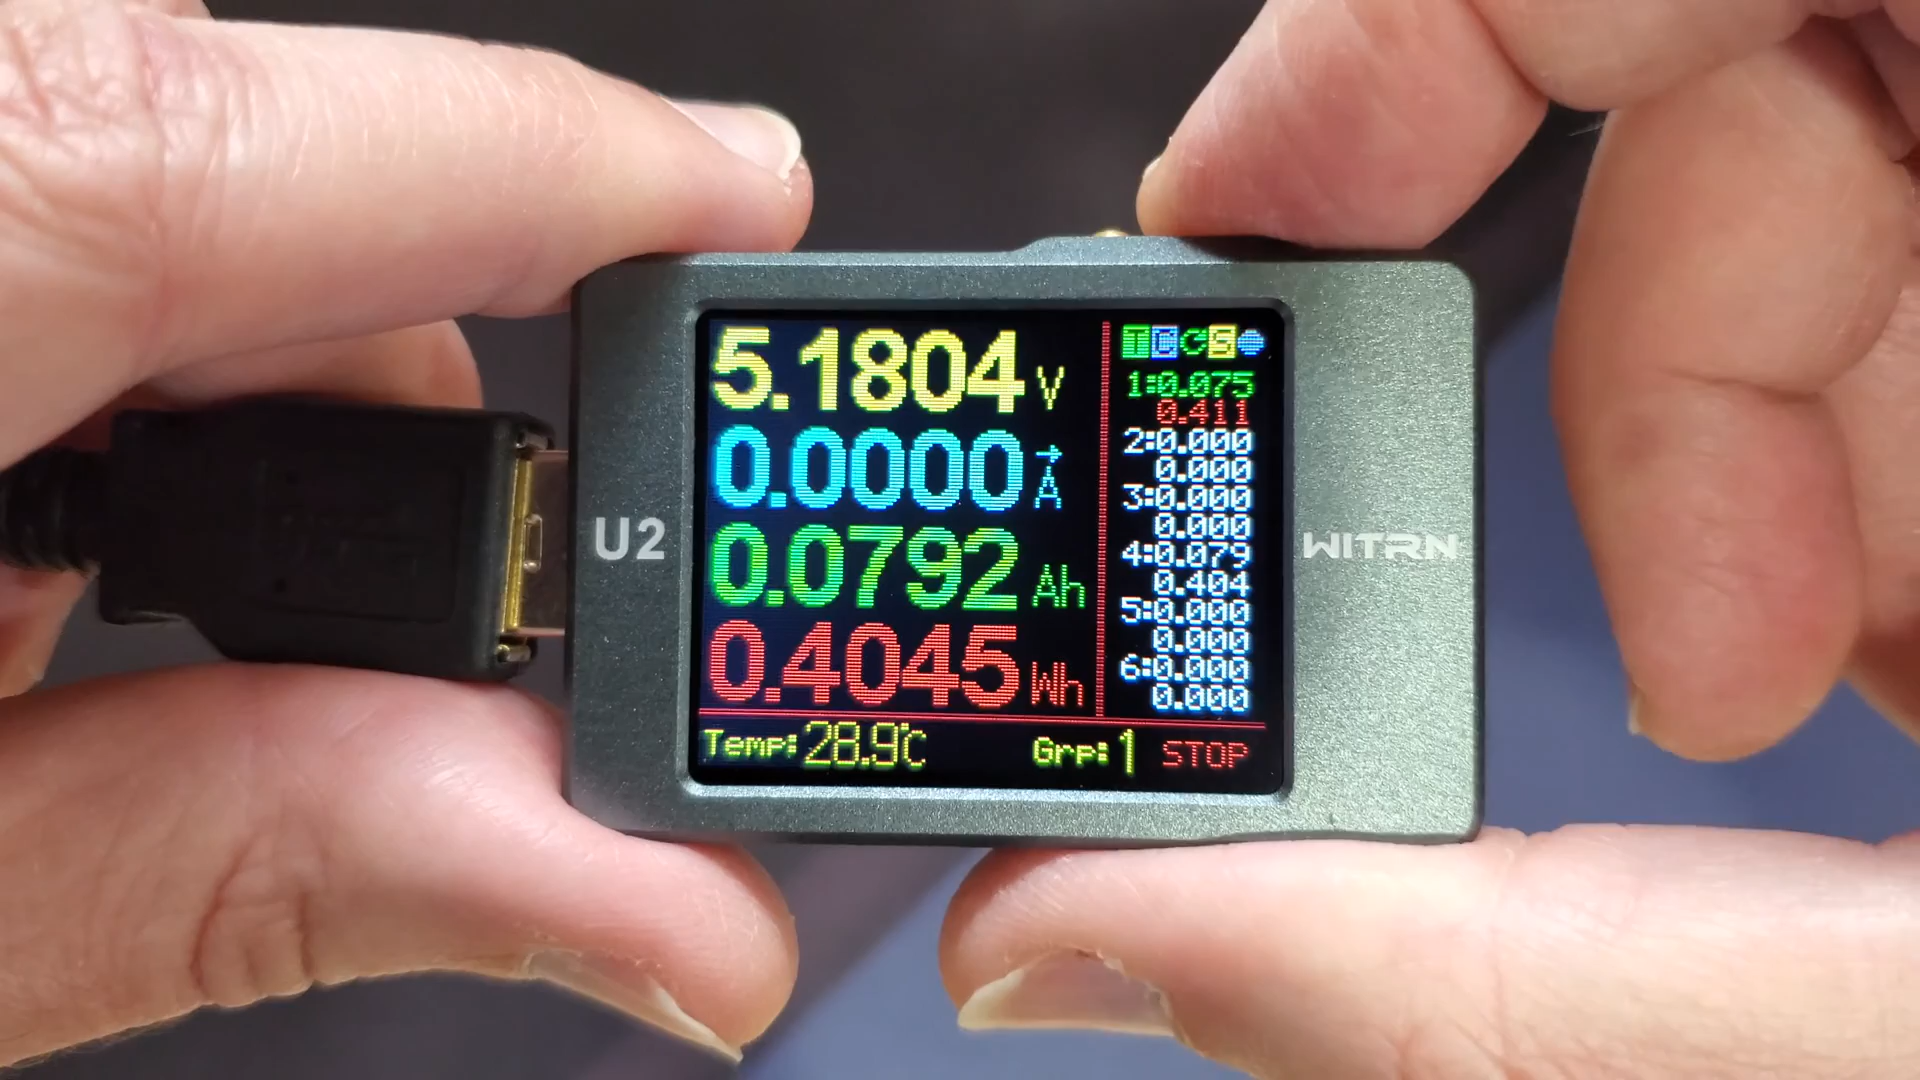 U2
5.1804 V
0.0000 A
0.0792 Ah
0.4045 Wh
TCS
1:0.075
0.411
2:0.000
0.000
3:0.000
0.000
4:0.079
0.404
5:0.000
0.000
6:0.000
0.000
Temp:28.9℃ Grp:1 STOP
WITRN